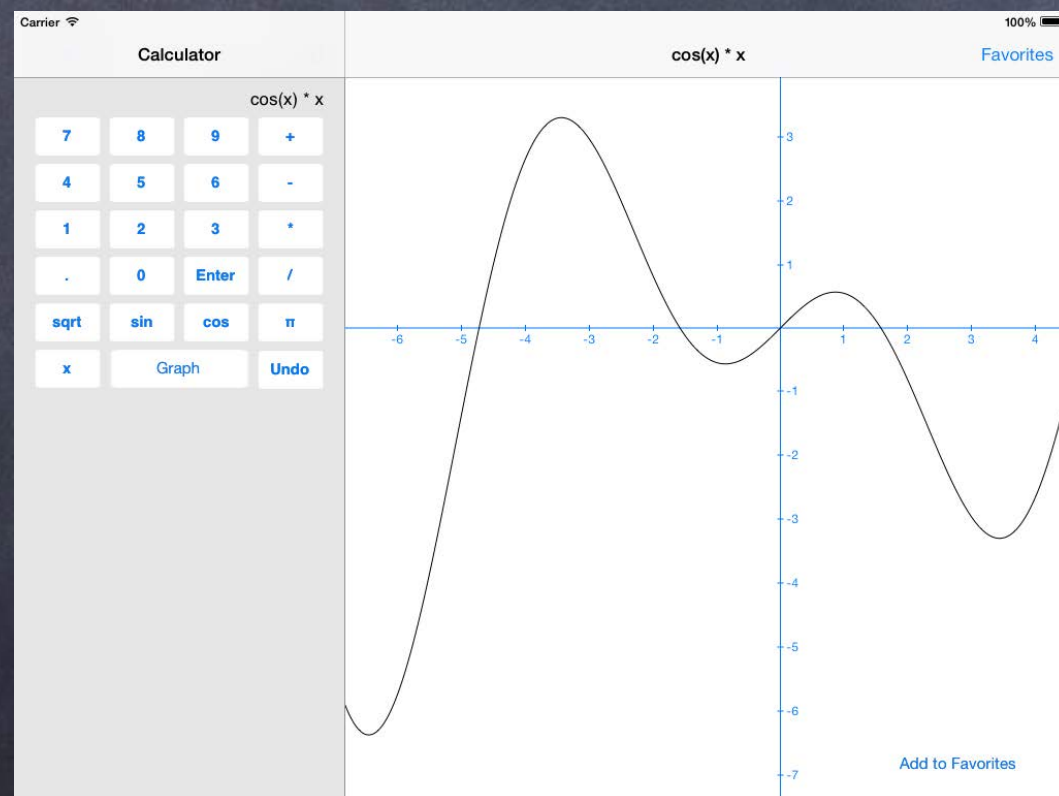 Carrier 100%
Calculator
cos(x) * x
Favorites
cos(x) * x
7 8 9 +
4 5 6 -
1 2 3 *
. 0 Enter /
sqrt sin cos π
x Graph Undo
3
2
1
-6 -5 -4 -3 -2 -1 1 2 3 4
-1
-2
-3
-4
-5
-6
-7
Add to Favorites